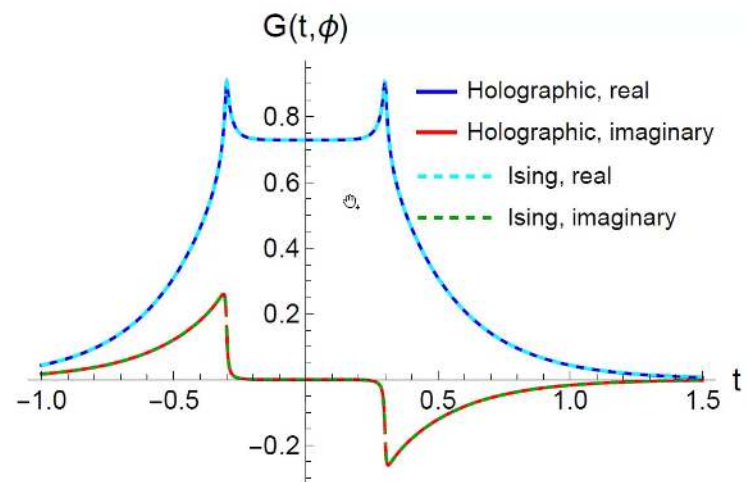 G(t,ϕ)
Holographic, real
Holographic, imaginary
Ising, real
Ising, imaginary
0.8
0.6
0.4
0.2
-0.2
-1.0 -0.5 0.5 1.0 1.5 t